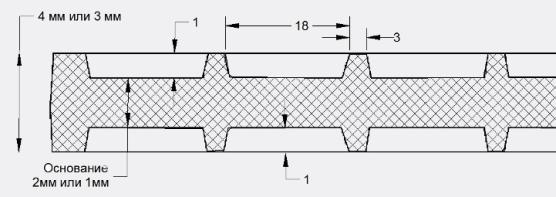 4 мм или 3 мм
1
18
3
Основание
2мм или 1мм
1